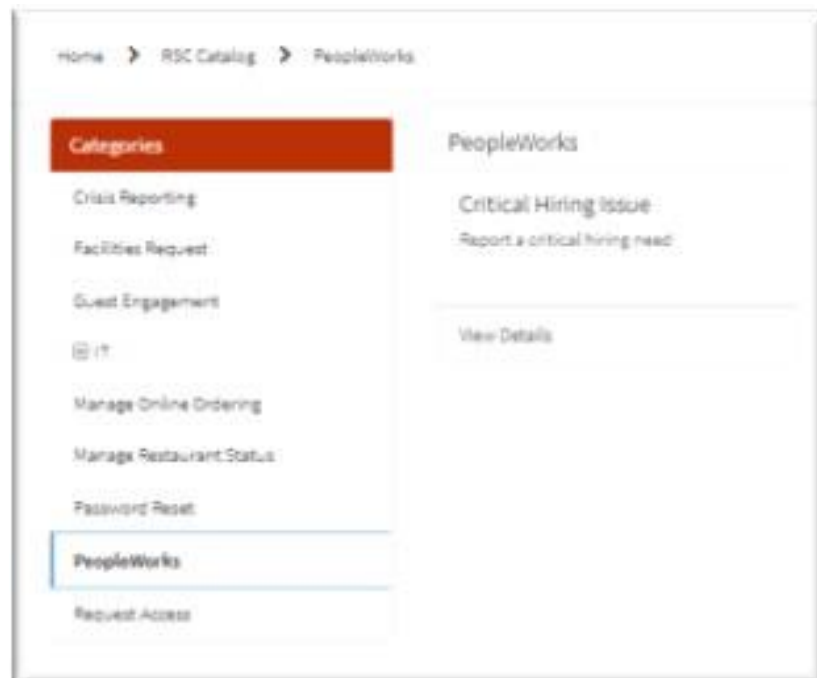 Home > RSC Catalog > PeopleWorks
Categories
Crisis Reporting
Facilities Request
Guest Engagement
IT
Manage Online Ordering
Manage Restaurant Status
Password Reset
PeopleWorks
Request Access
PeopleWorks
Critical Hiring Issue
Report a critical hiring need
View Details